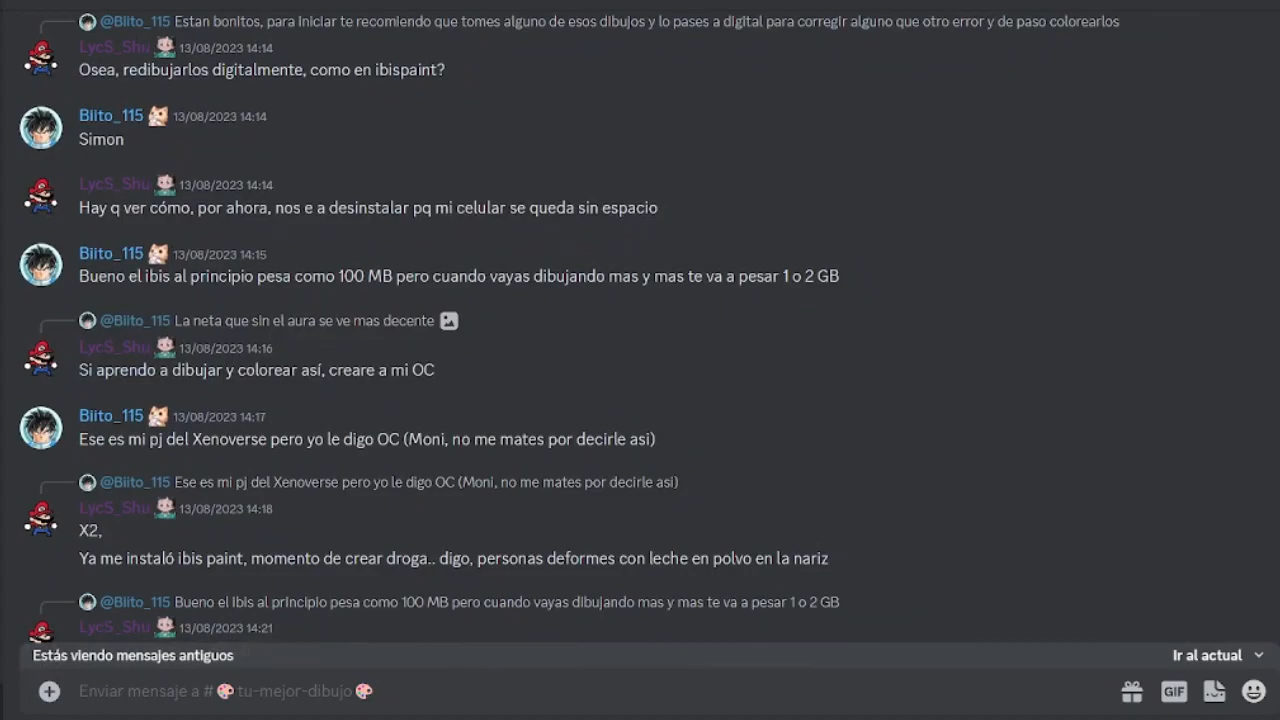 @Biito_115 Estan bonitos, para iniciar te recomiendo que tomes alguno de esos dibujos y lo pases a digital para corregir alguno que otro error y de paso colorearlos
LycS_Shu 13/08/2023 14:14
Osea, redibujarlos digitalmente, como en ibispaint?
Biito_115 13/08/2023 14:14
Simon
LycS_Shu 13/08/2023 14:14
Hay q ver cómo, por ahora, nos e a desinstalar pq mi celular se queda sin espacio
Biito_115 13/08/2023 14:15
Bueno el ibis al principio pesa como 100 MB pero cuando vayas dibujando mas y mas te va a pesar 1 o 2 GB
@Biito_115 La neta que sin el aura se ve mas decente
LycS_Shu 13/08/2023 14:16
Si aprendo a dibujar y colorear así, creare a mi OC
Biito_115 13/08/2023 14:17
Ese es mi pj del Xenoverse pero yo le digo OC (Moni, no me mates por decirle asi)
@Biito_115 Ese es mi pj del Xenoverse pero yo le digo OC (Moni, no me mates por decirle asi)
LycS_Shu 13/08/2023 14:18
X2,
Ya me instaló ibis paint, momento de crear droga.. digo, personas deformes con leche en polvo en la nariz
@Biito_115 Bueno el ibis al principio pesa como 100 MB pero cuando vayas dibujando mas y mas te va a pesar 1 o 2 GB
LycS_Shu 13/08/2023 14:21
Estás viendo mensajes antiguos Ir al actual
Enviar mensaje a #🎨tu-mejor-dibujo🎨 GIF